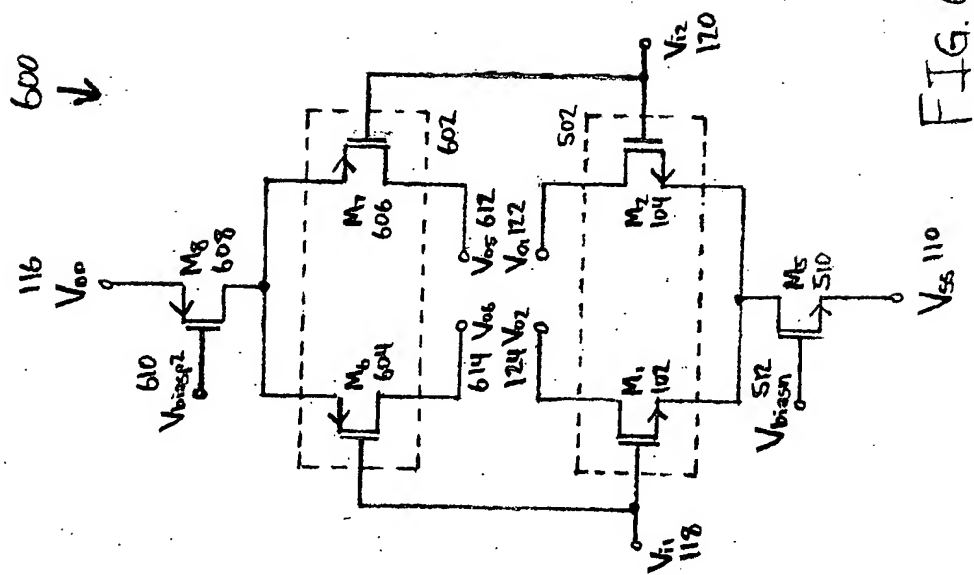 600
116
VDD
M8
608
610
Vbiasp2
M6
604
M7
606
602
614 Vo6
Vo5 612
124 Vo2
Vo1 122
M1
102
M2
104
502
Vi1
118
Vi2
120
512
Vbiasn
M5
510
Vss 110
FIG. 6